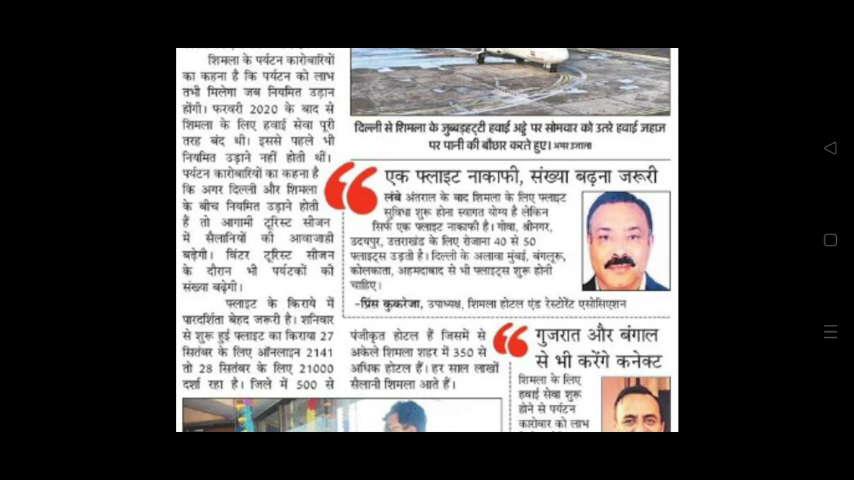 शिमला के पर्यटन कारोबारियों
का कहना है कि पर्यटन को लाभ
तभी मिलेगा जब नियमित उड़ान
होंगी। फरवरी 2020 के बाद से
शिमला के लिए हवाई सेवा पूरी
तरह बंद थी। इससे पहले भी
नियमित उड़ाने नहीं होती थीं।
पर्यटन कारोबारियों का कहना है
कि अगर दिल्ली और शिमला
के बीच नियमित उड़ानें होती
हैं तो आगामी टूरिस्ट सीजन
में सैलानियों की आवाजाही
बढ़ेगी। विंटर टूरिस्ट सीजन
के दौरान भी पर्यटकों की
संख्या बढ़ेगी।
फ्लाइट के किराये में
पारदर्शिता बेहद जरूरी है। शनिवार
से शुरू हुई फ्लाइट का किराया 27
सितंबर के लिए ऑनलाइन 2141
तो 28 सितंबर के लिए 21000
दर्शा रहा है। जिले में 500 से
पंजीकृत होटल हैं जिसमें से
अकेले शिमला शहर में 350 से
अधिक होटल हैं। हर साल लाखों
सैलानी शिमला आते हैं।
दिल्ली से शिमला के जुब्बड़हट्टी हवाई अड्डे पर सोमवार को उतरे हवाई जहाज
पर पानी की बौछार करते हुए। अमर उजाला
एक फ्लाइट नाकाफी, संख्या बढ़ना जरूरी
लंबे अंतराल के बाद शिमला के लिए फ्लाइट
सुविधा शुरू होना स्वागत योग्य है लेकिन
सिर्फ एक फ्लाइट नाकाफी है। गोवा, श्रीनगर,
उदयपुर, उत्तराखंड के लिए रोजाना 40 से 50
फ्लाइट्स उड़ती है। दिल्ली के अलावा मुंबई, बंगलूरू,
कोलकाता, अहमदाबाद से भी फ्लाइट्स शुरू होनी
चाहिए।
-प्रिंस कुकरेजा, उपाध्यक्ष, शिमला होटल एंड रेस्टोरेंट एसोसिएशन
गुजरात और बंगाल
से भी करेंगे कनेक्ट
शिमला के लिए
हवाई सेवा शुरू
होने से पर्यटन
कारोबार को लाभ